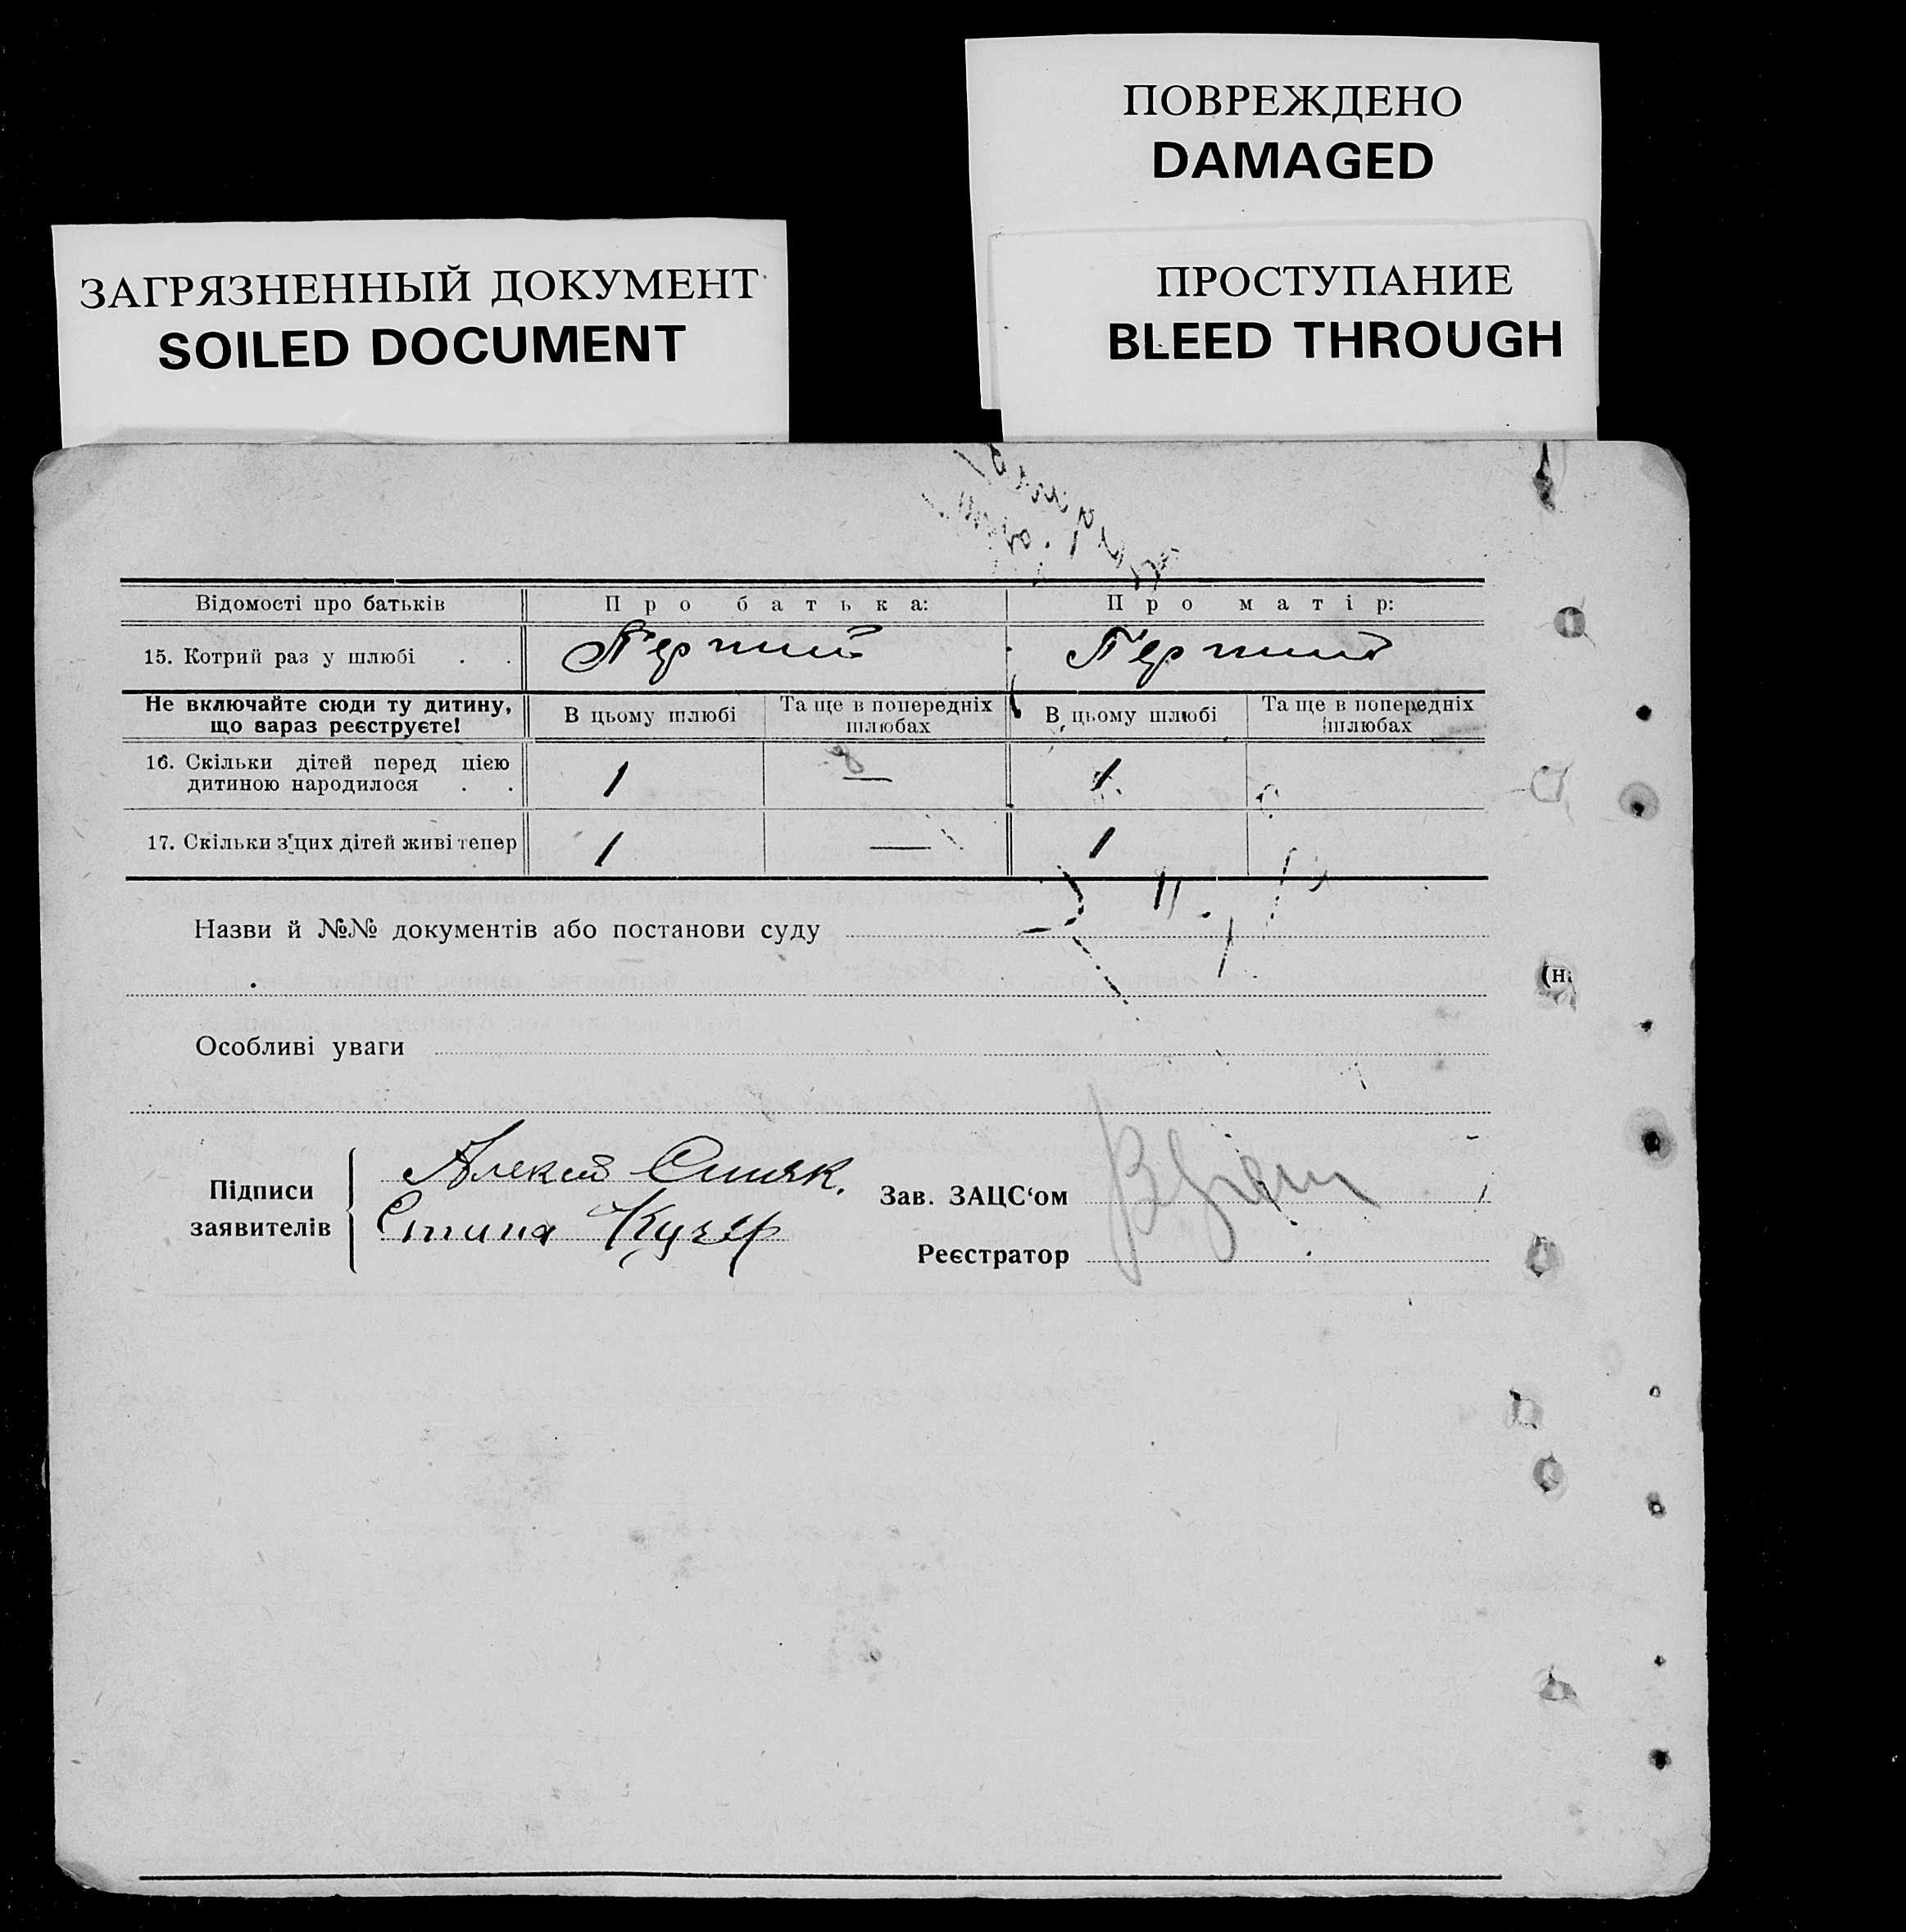 ПОВРЕЖДЕНО
DAMAGED
ЗАГРЯЗНЕННЫЙ ДОКУМЕНТ
SOILED DOCUMENT
ПРОСТУПАНИЕ
BLEED THROUGH
Відомості про батьків Про батька: Про матір:
15. Котрий раз у шлюбі . . Перший Перший
Не включайте сюди ту дитину, що зараз реєструєте! В цьому шлюбі Та ще в попередніх шлюбах В цьому шлюбі Та ще в попередніх шлюбах
16. Скільки дітей перед цією
дитиною народилося . . 1 — 1
17. Скільки з цих дітей живі тепер 1 — 1
Назви й №№ документів або постанови суду
Особливі уваги
Підписи
заявителів
Алексей
Кучер
Зав. ЗАЦС‘ом
Реєстратор
(н